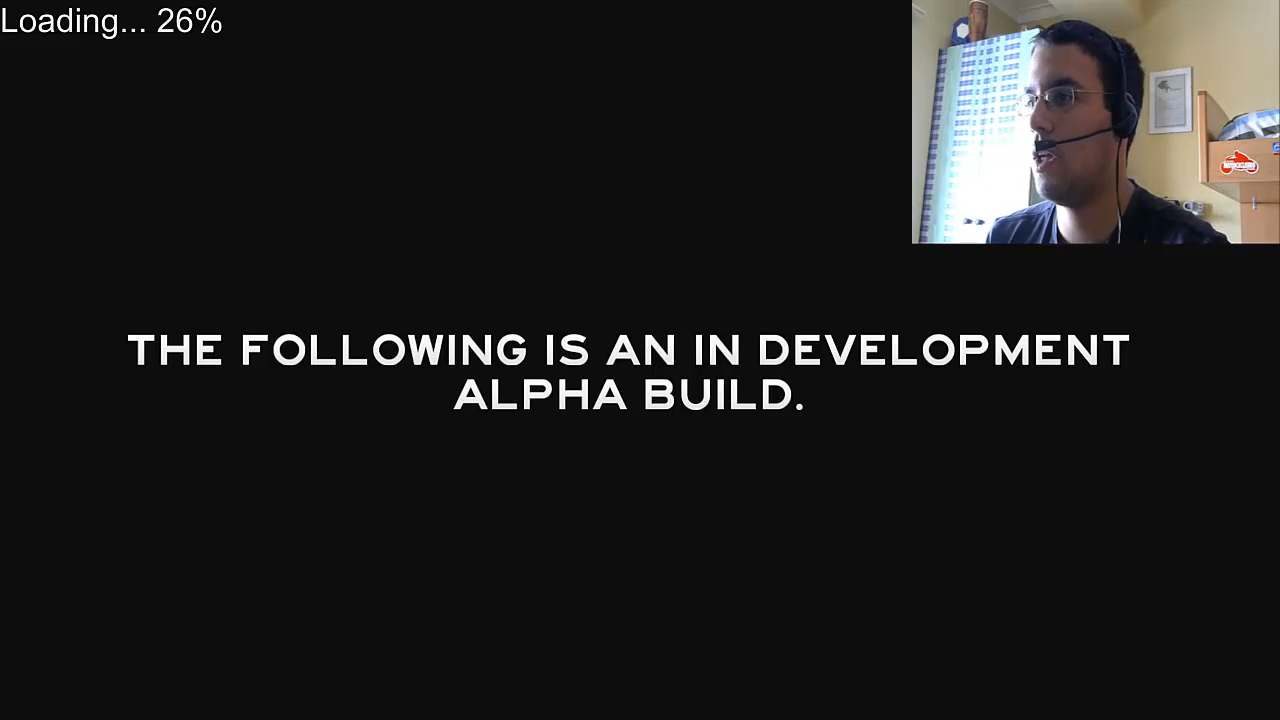 Loading... 26%
THE FOLLOWING IS AN IN DEVELOPMENT
ALPHA BUILD.